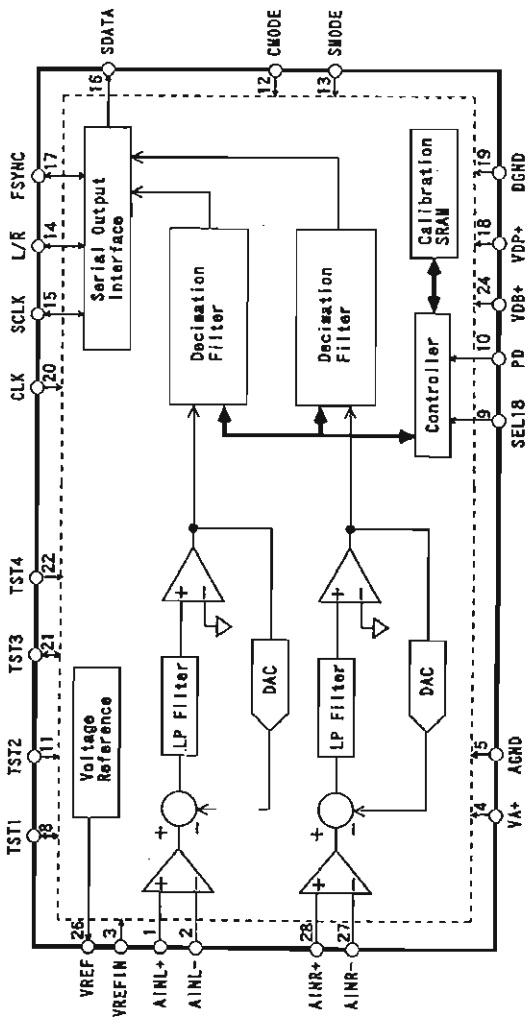 TST1
TST2
TST3
TST4
CLK
SCLK
L/R̅
FSYNC
8
11
21
22
20
15
14
17
VREF
26
VREFIN
3
AINL+
1
AINL-
2
AINR+
28
AINR-
27
Voltage
Reference
Serial Output
Interface
16
SDATA
+
-
+
-
LP Filter
+
-
DAC
Decimation
Filter
12
CMODE
13
SMODE
+
-
+
-
LP Filter
+
-
DAC
Decimation
Filter
Controller
Calibration
SRAM
4
5
9
10
24
18
19
VA+
AGND
SEL18
PD
VDB+
VDP+
DGND